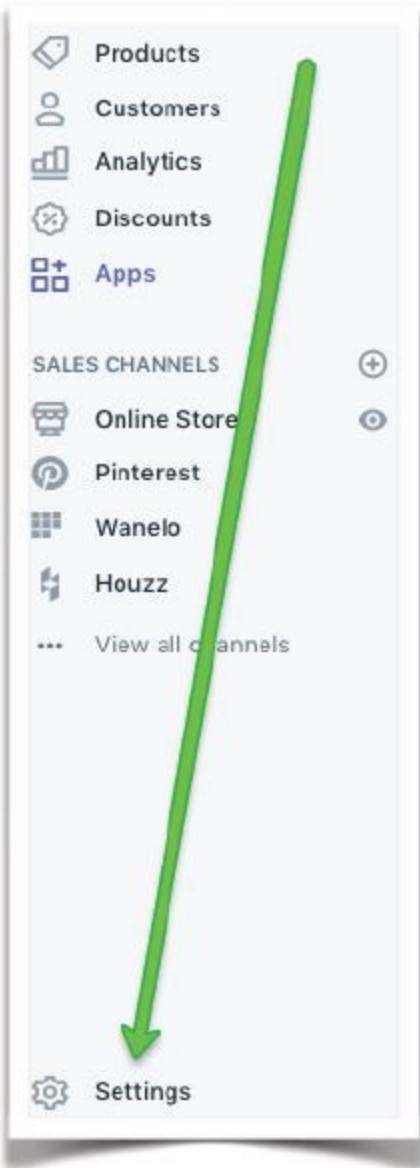 Products
Customers
Analytics
Discounts
Apps
SALES CHANNELS
Online Store
Pinterest
Wanelo
Houzz
View all channels
Settings